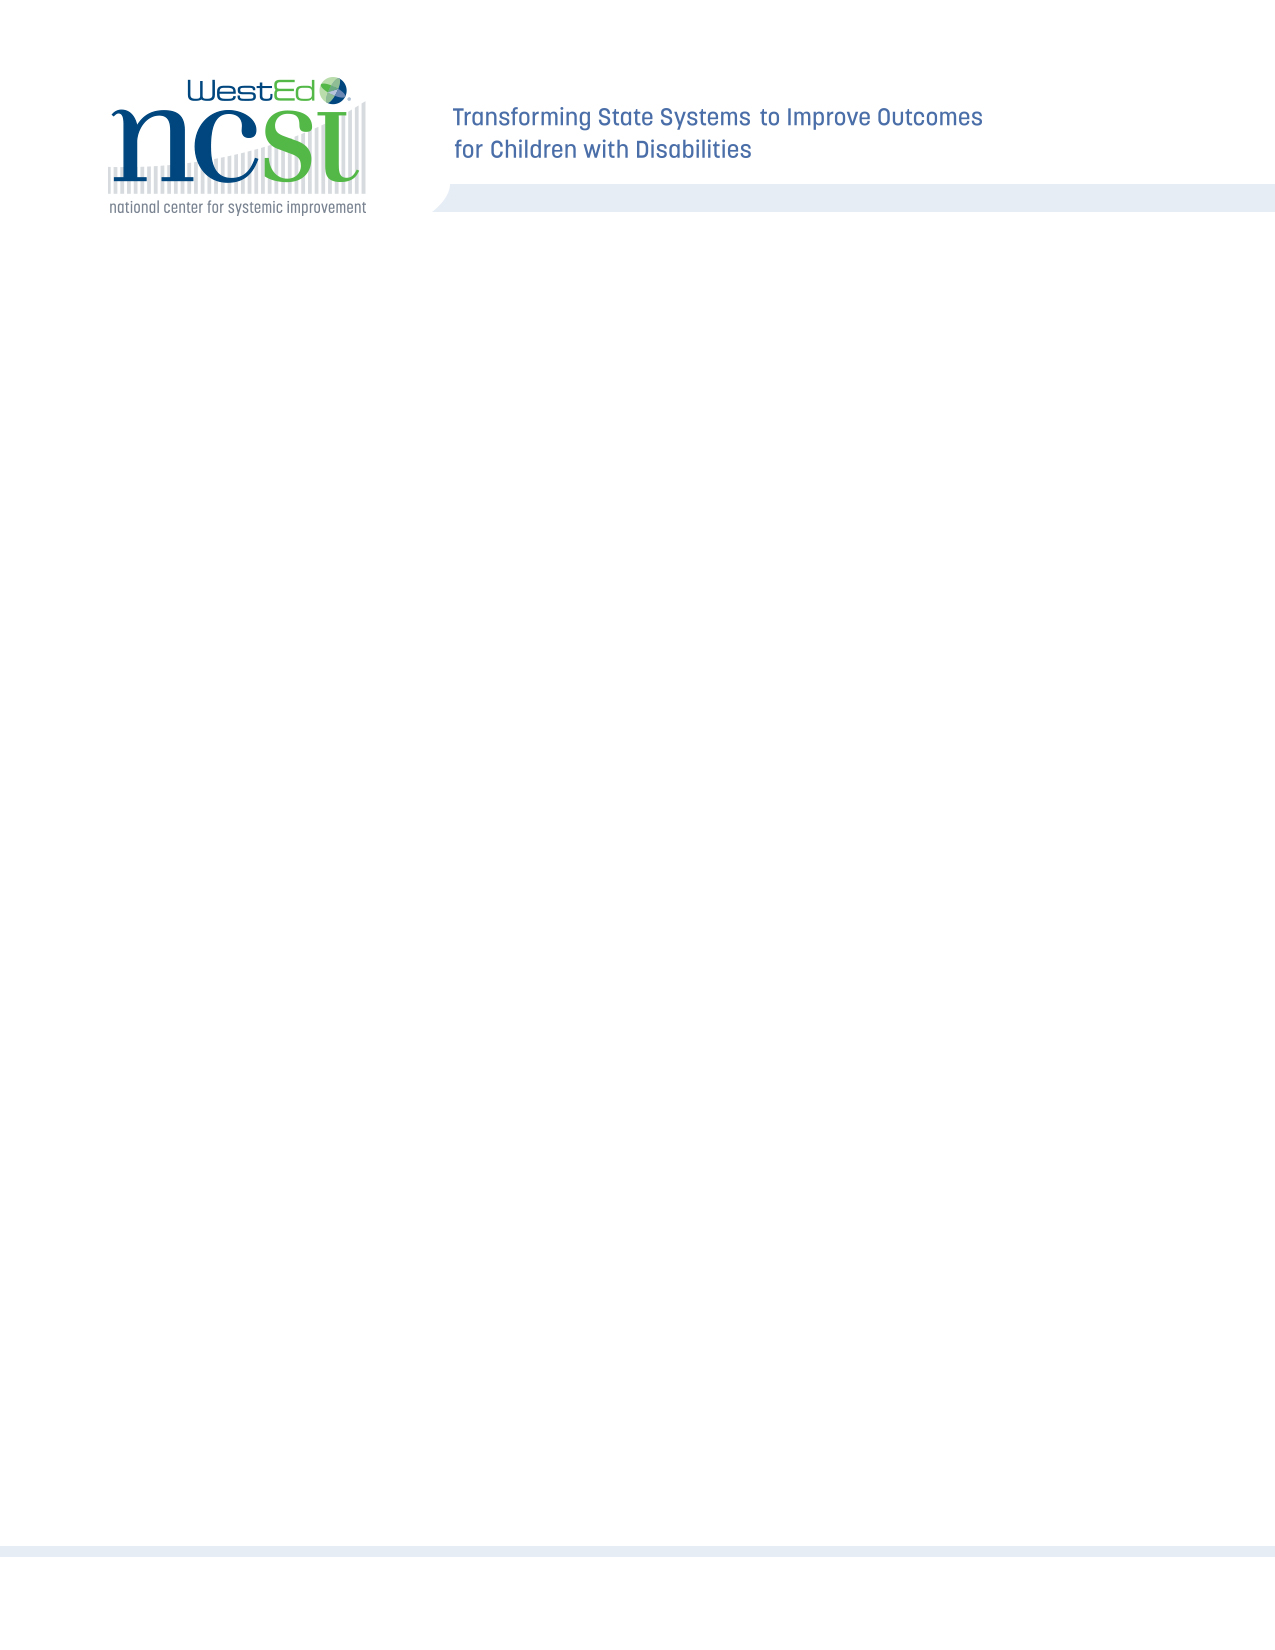 WestEd®
ncsi
national center for systemic improvement
Transforming State Systems to Improve Outcomes
for Children with Disabilities